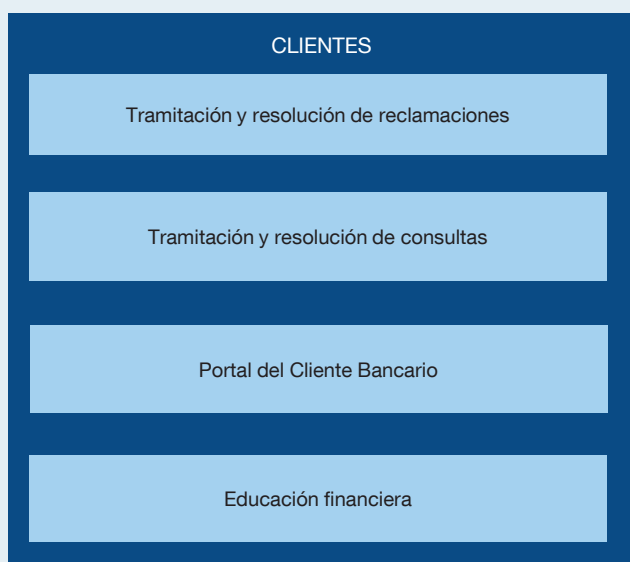 CLIENTES
Tramitación y resolución de reclamaciones
Tramitación y resolución de consultas
Portal del Cliente Bancario
Educación financiera